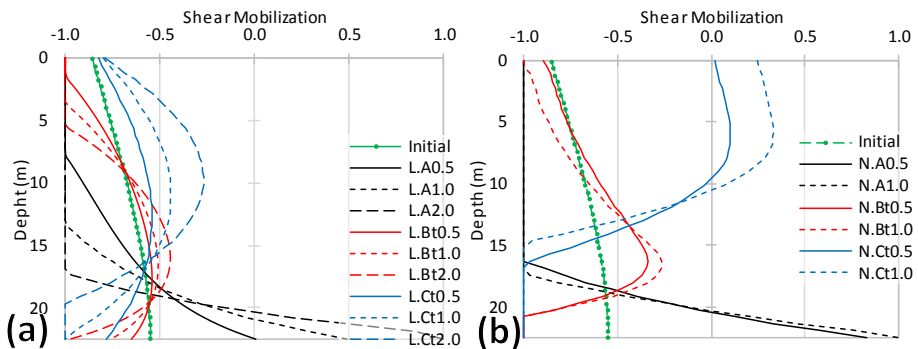 Shear Mobilization
-1.0 -0.5 0.0 0.5 1.0
0
5
10
15
20
Depht (m)
Initial
L.A0.5
L.A1.0
L.A2.0
L.Bt0.5
L.Bt1.0
L.Bt2.0
L.Ct0.5
L.Ct1.0
L.Ct2.0
(a)
Shear Mobilization
-1.0 -0.5 0.0 0.5 1.0
0
5
10
15
20
Depth (m)
Initial
N.A0.5
N.A1.0
N.Bt0.5
N.Bt1.0
N.Ct0.5
N.Ct1.0
(b)